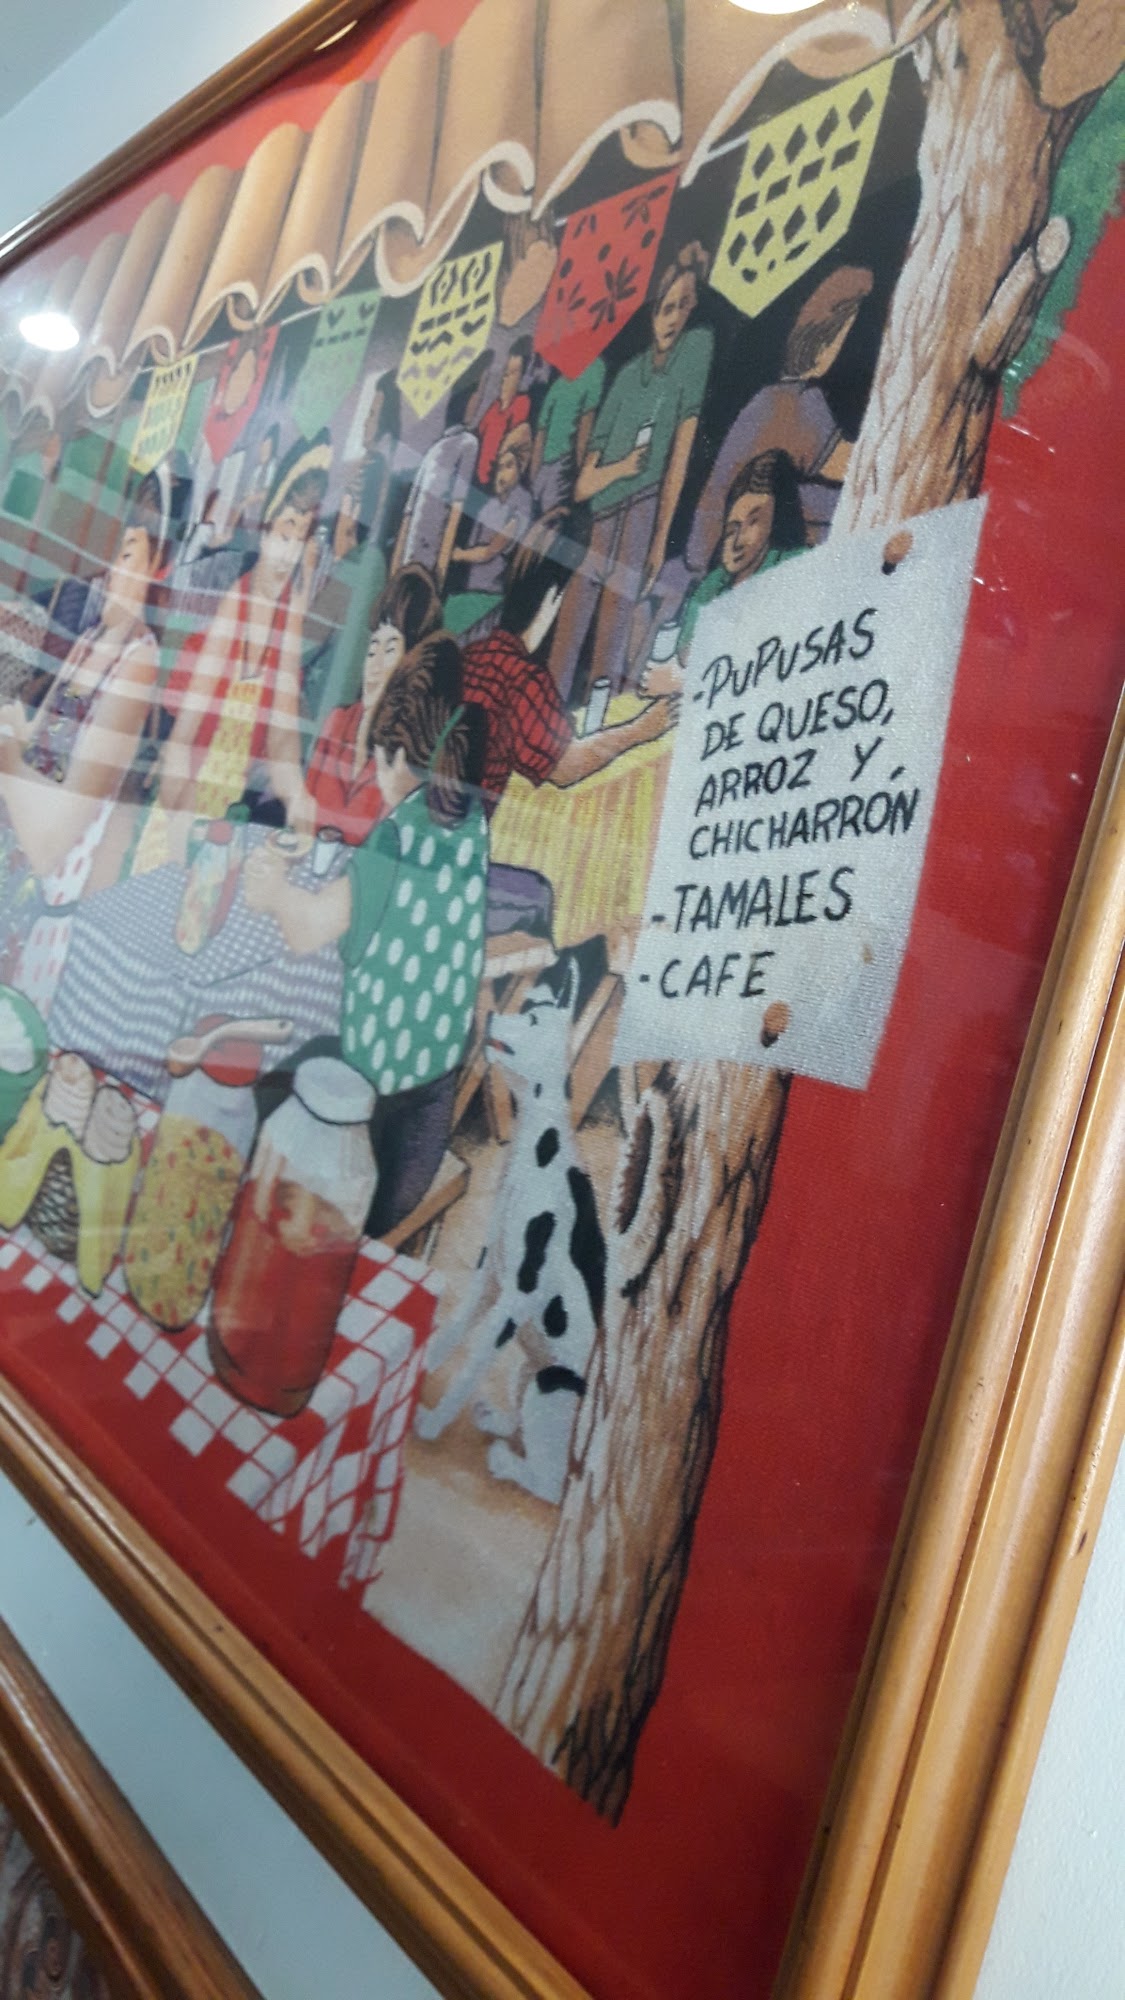 -PUPUSAS
DE QUESO,
ARROZ Y,
CHICHARRÓN
-TAMALES
-CAFE